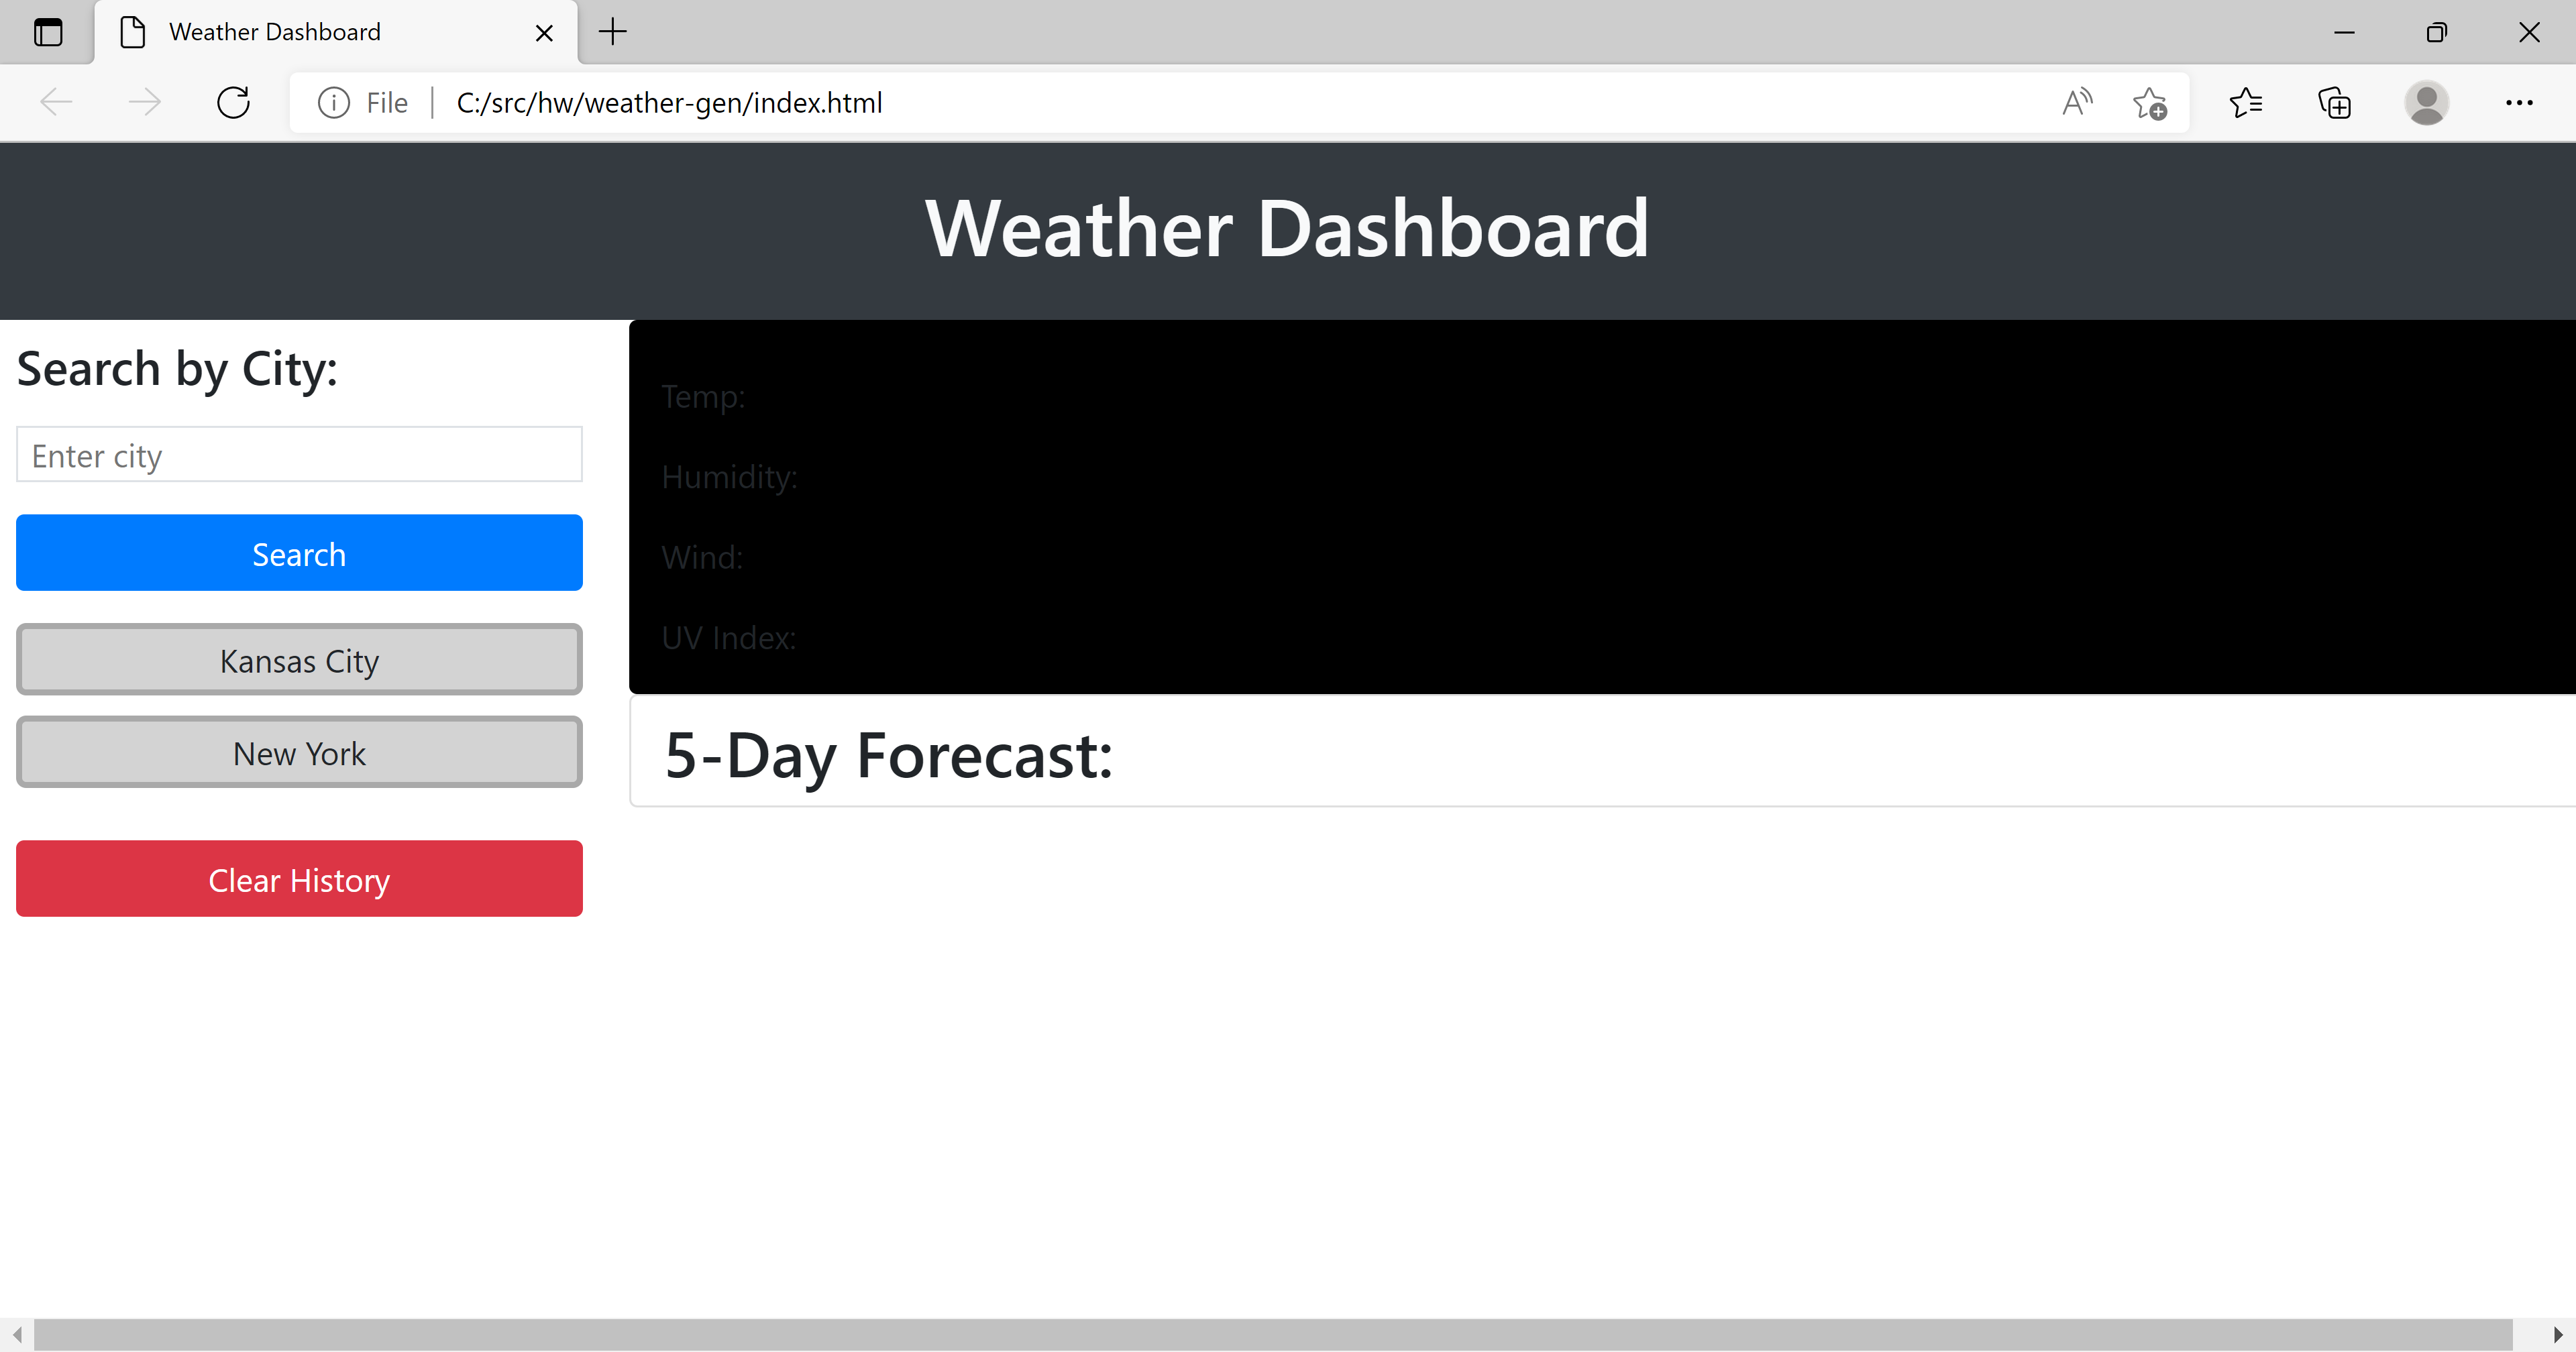 Weather Dashboard
File
C:/src/hw/weather-gen/index.html
Weather Dashboard
Search by City:
Enter city
Search
Kansas City
New York
Clear History
Temp:
Humidity:
Wind:
UV Index:
5-Day Forecast: